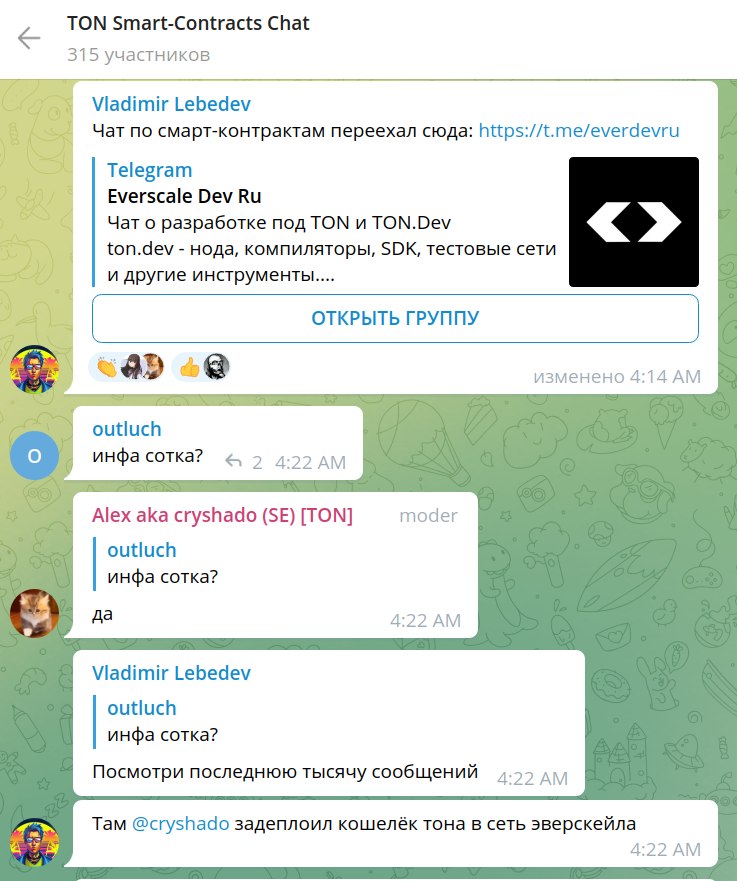 TON Smart-Contracts Chat
315 участников
Vladimir Lebedev
Чат по смарт-контрактам переехал сюда: https://t.me/everdevru
Telegram
Everscale Dev Ru
Чат о разработке под TON и TON.Dev
ton.dev - нода, компиляторы, SDK, тестовые сети
и другие инструменты....
ОТКРЫТЬ ГРУППУ
изменено 4:14 AM
outluch
инфа сотка? 2 4:22 AM
O
Alex aka cryshado (SE) [TON] moder
outluch
инфа сотка?
да
4:22 AM
Vladimir Lebedev
outluch
инфа сотка?
Посмотри последнюю тысячу сообщений 4:22 AM
Там @cryshado задеплоил кошелёк тона в сеть эверскейла
4:22 AM